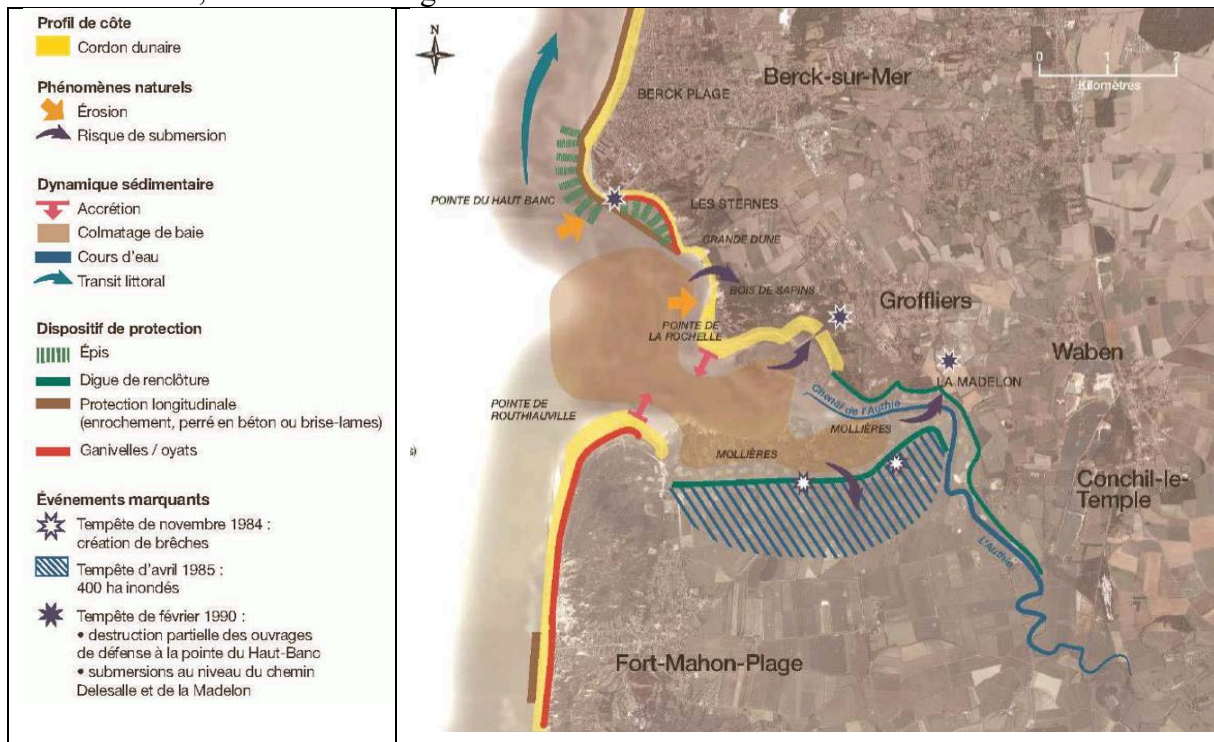 Profil de côte
Cordon dunaire
Phénomènes naturels
Érosion
Risque de submersion
Dynamique sédimentaire
Accrétion
Colmatage de baie
Cours d'eau
Transit littoral
Dispositif de protection
Épis
Digue de renclôture
Protection longitudinale
(enrochement, perré en béton ou brise-lames)
Ganivelles / oyats
Événements marquants
Tempête de novembre 1984 :
création de brêches
Tempête d'avril 1985 :
400 ha inondés
Tempête de février 1990 :
• destruction partielle des ouvrages
de défense à la pointe du Haut-Banc
• submersions au niveau du chemin
Delesalle et de la Madelon
N
0 1 2
Kilomètres
Berck-sur-Mer
BERCK PLAGE
POINTE DU HAUT BANC
LES STERNES
GRANDE DUNE
BOIS DE SAPINS
Groffliers
POINTE DE
LA ROCHELLE
Waben
LA MADELON
POINTE DE
ROUTHIAUVILLE
Chenal de l'Authie
MOLLIÈRES
MOLLIÈRES
s)
Conchil-le-
Temple
L'Authie
Fort-Mahon-Plage